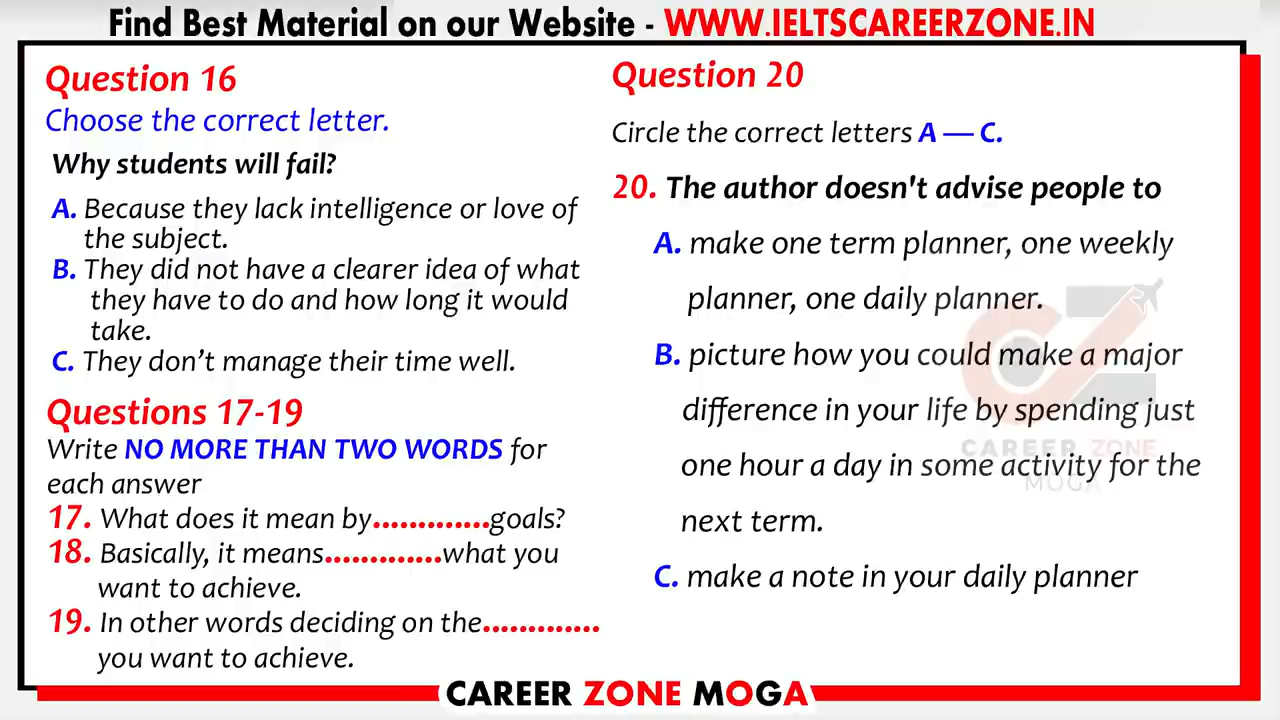 Find Best Material on our Website - WWW.IELTSCAREERZONE.IN
Question 16
Choose the correct letter.
Why students will fail?
A. Because they lack intelligence or love of
the subject.
B. They did not have a clearer idea of what
they have to do and how long it would
take.
C. They don't manage their time well.
Questions 17-19
Write NO MORE THAN TWO WORDS for
each answer
17. What does it mean by.............goals?
18. Basically, it means.............what you
want to achieve.
19. In other words deciding on the.............
you want to achieve.
Question 20
Circle the correct letters A — C.
20. The author doesn't advise people to
A. make one term planner, one weekly
planner, one daily planner.
B. picture how you could make a major
difference in your life by spending just
one hour a day in some activity for the
next term.
C. make a note in your daily planner
CAREER ZONE
MOGA
CAREER ZONE MOGA